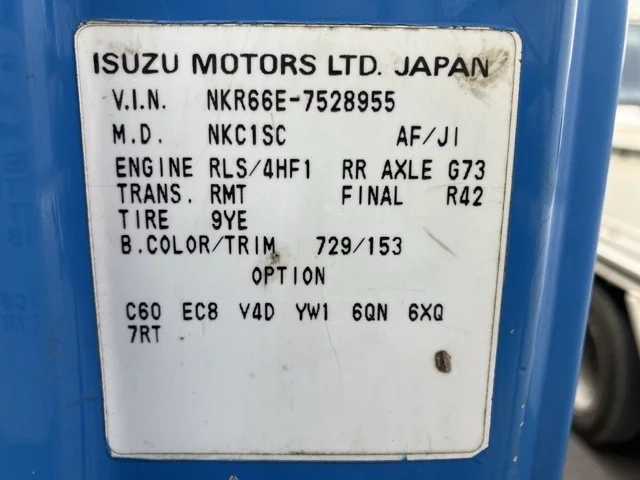 ISUZU MOTORS LTD. JAPAN
V.I.N. NKR66E-7528955
M.D. NKC1SC AF/JI
ENGINE RLS/4HF1 RR AXLE G73
TRANS. RMT FINAL R42
TIRE 9YE
B.COLOR/TRIM 729/153
OPTION
C60 EC8 V4D YW1 6QN 6XQ
7RT